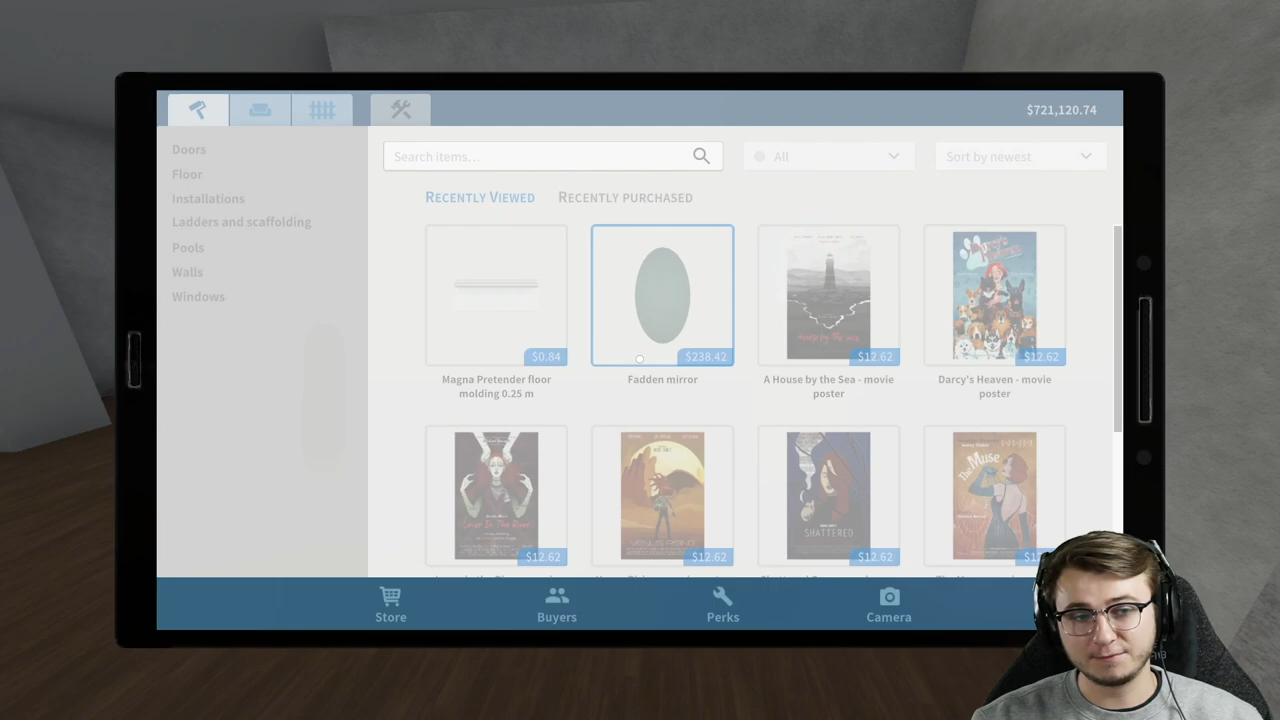 $721,120.74
Doors
Floor
Installations
Ladders and scaffolding
Pools
Walls
Windows
Search items...
All
Sort by newest
Recently Viewed
Recently purchased
$0.84
$238.42
$12.62
$12.62
Magna Pretender floor
molding 0.25 m
Fadden mirror
A House by the Sea - movie
poster
Darcy's Heaven - movie
poster
SHATTERED
The Muse
$12.62
$12.62
$12.62
Store
Buyers
Perks
Camera